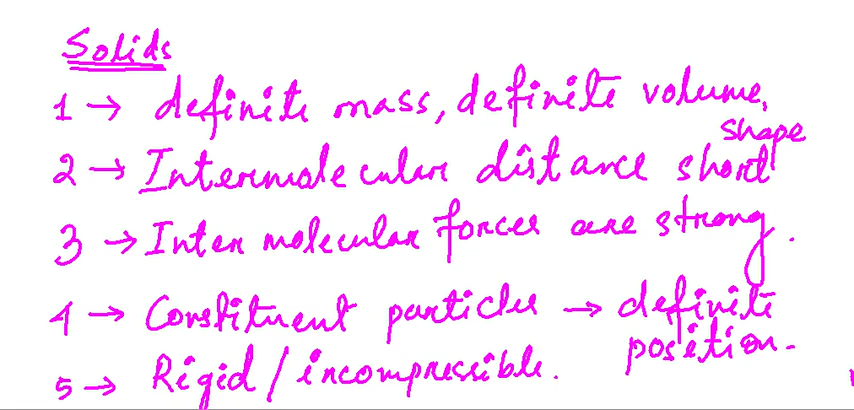 Solids
1 → definite mass, definite volume,
shape
2 → Intermolecular distance short
3 → Inter molecular forces are strong.
4 → Constituent particles → definite
position.
5 → Rigid / incompressible.